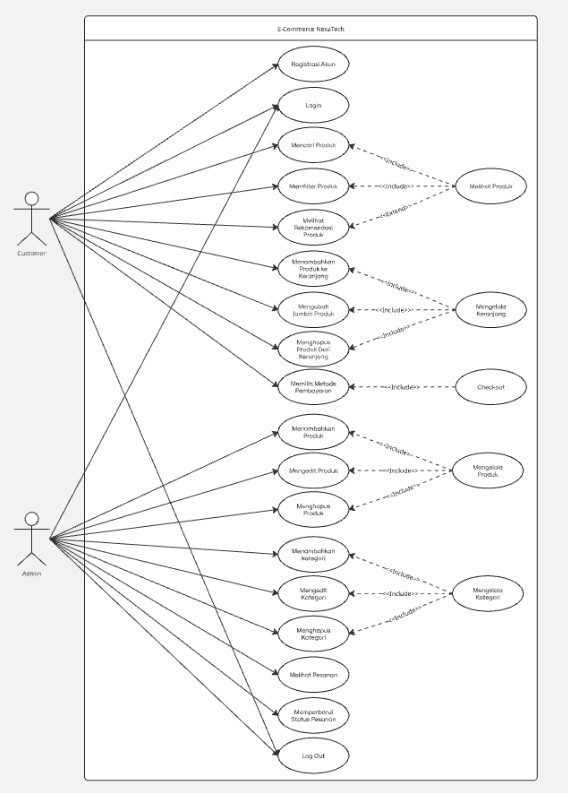 E-Commerce NexaTech
Registrasi Akun
Login
Mencari Produk
<<Include>>
Memfilter Produk
<<Include>>
Melihat Produk
<<Extend>>
Melihat
Rekomendasi
Produk
Customer
Menambahkan
Produk ke
Keranjang
<<Include>>
Mengubah
Jumlah Produk
<<Include>>
Mengelola
Keranjang
<<Include>>
Menghapus
Produk Dari
Keranjang
Memilih Metode
Pembayaran
<<Include>>
Checkout
Menambahkan
Produk
<<Include>>
Mengedit Produk
<<Include>>
Mengelola
Produk
<<Include>>
Menghapus
Produk
Admin
Menambahkan
kategori
<<Include>>
Mengedit
Kategori
<<Include>>
Mengelola
Kategori
<<Include>>
Menghapus
Kategori
Melihat Pesanan
Memperbarui
Status Pesanan
Log Out